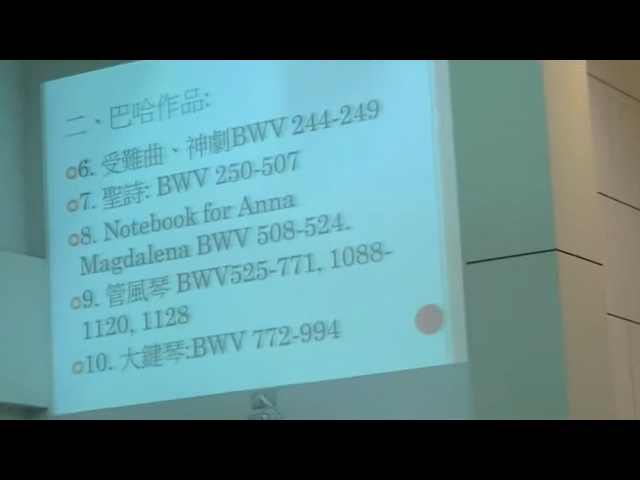 二、巴哈作品:
6. 受難曲、神劇BWV 244-249
7. 聖詩: BWV 250-507
8. Notebook for Anna
Magdalena BWV 508-524.
9. 管風琴 BWV525-771, 1088-
1120, 1128
10. 大鍵琴:BWV 772-994